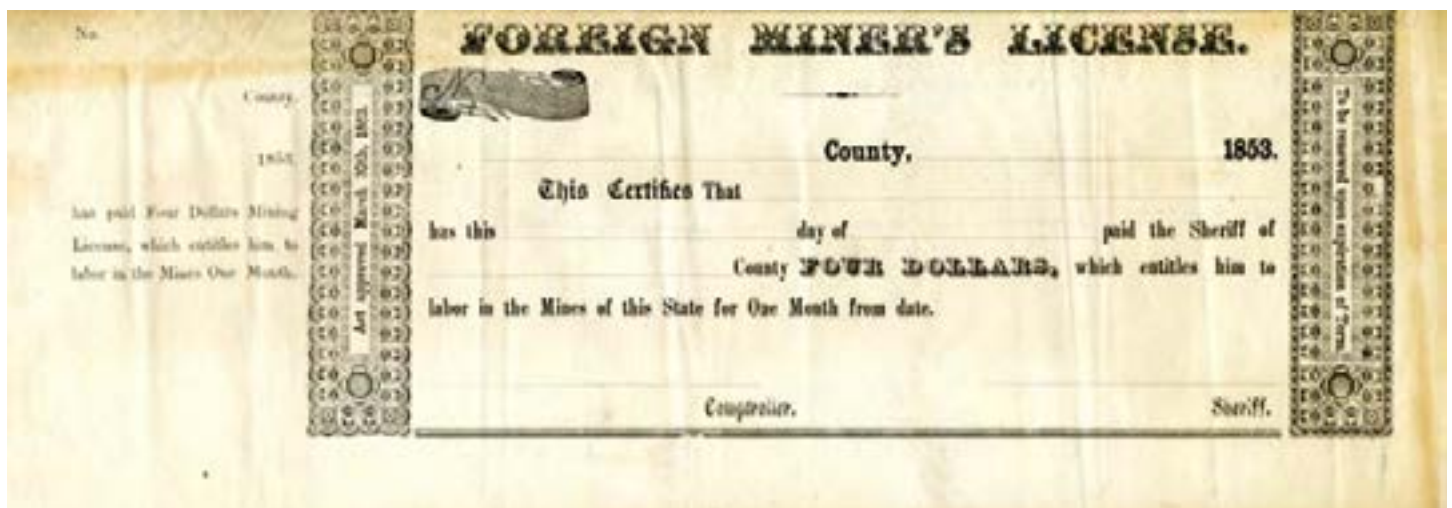 No.
County,
1853.
has paid Four Dollars Mining
License, which entitles him to
labor in the Mines One Month.
Act approved March 30th, 1853.
FOREIGN MINER'S LICENSE.
County, 1853.
This Certifies That
has this day of paid the Sheriff of
County FOUR DOLLARS, which entitles him to
labor in the Mines of this State for One Month from date.
Comptroller. Sheriff.
To be renewed upon expiration of Term.